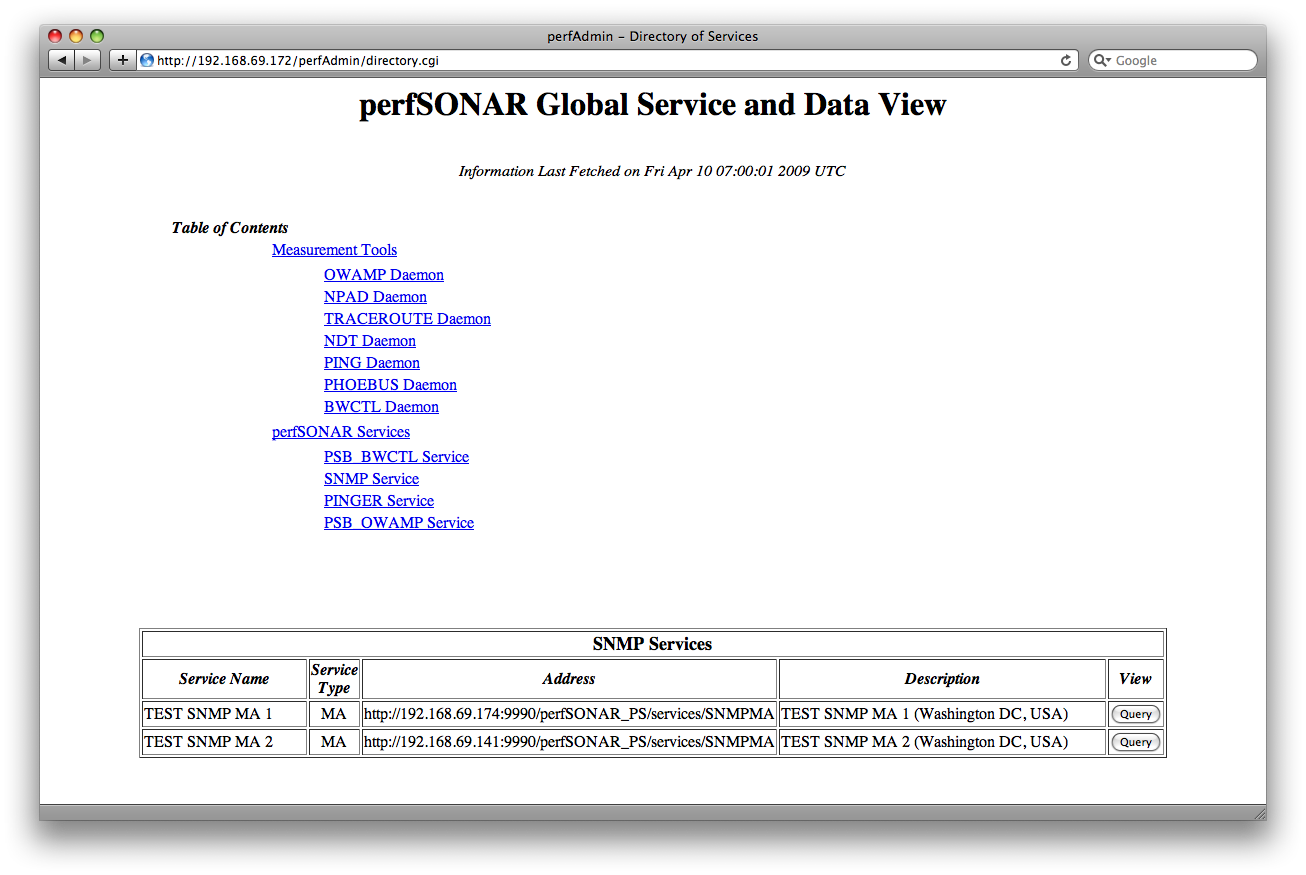 perfAdmin – Directory of Services
http://192.168.69.172/perfAdmin/directory.cgi
Google
perfSONAR Global Service and Data View
Information Last Fetched on Fri Apr 10 07:00:01 2009 UTC
Table of Contents
Measurement Tools
OWAMP Daemon
NPAD Daemon
TRACEROUTE Daemon
NDT Daemon
PING Daemon
PHOEBUS Daemon
BWCTL Daemon
perfSONAR Services
PSB_BWCTL Service
SNMP Service
PINGER Service
PSB_OWAMP Service
SNMP Services
Service Name Service Type Address Description View
TEST SNMP MA 1 MA http://192.168.69.174:9990/perfSONAR_PS/services/SNMPMA TEST SNMP MA 1 (Washington DC, USA) Query
TEST SNMP MA 2 MA http://192.168.69.141:9990/perfSONAR_PS/services/SNMPMA TEST SNMP MA 2 (Washington DC, USA) Query